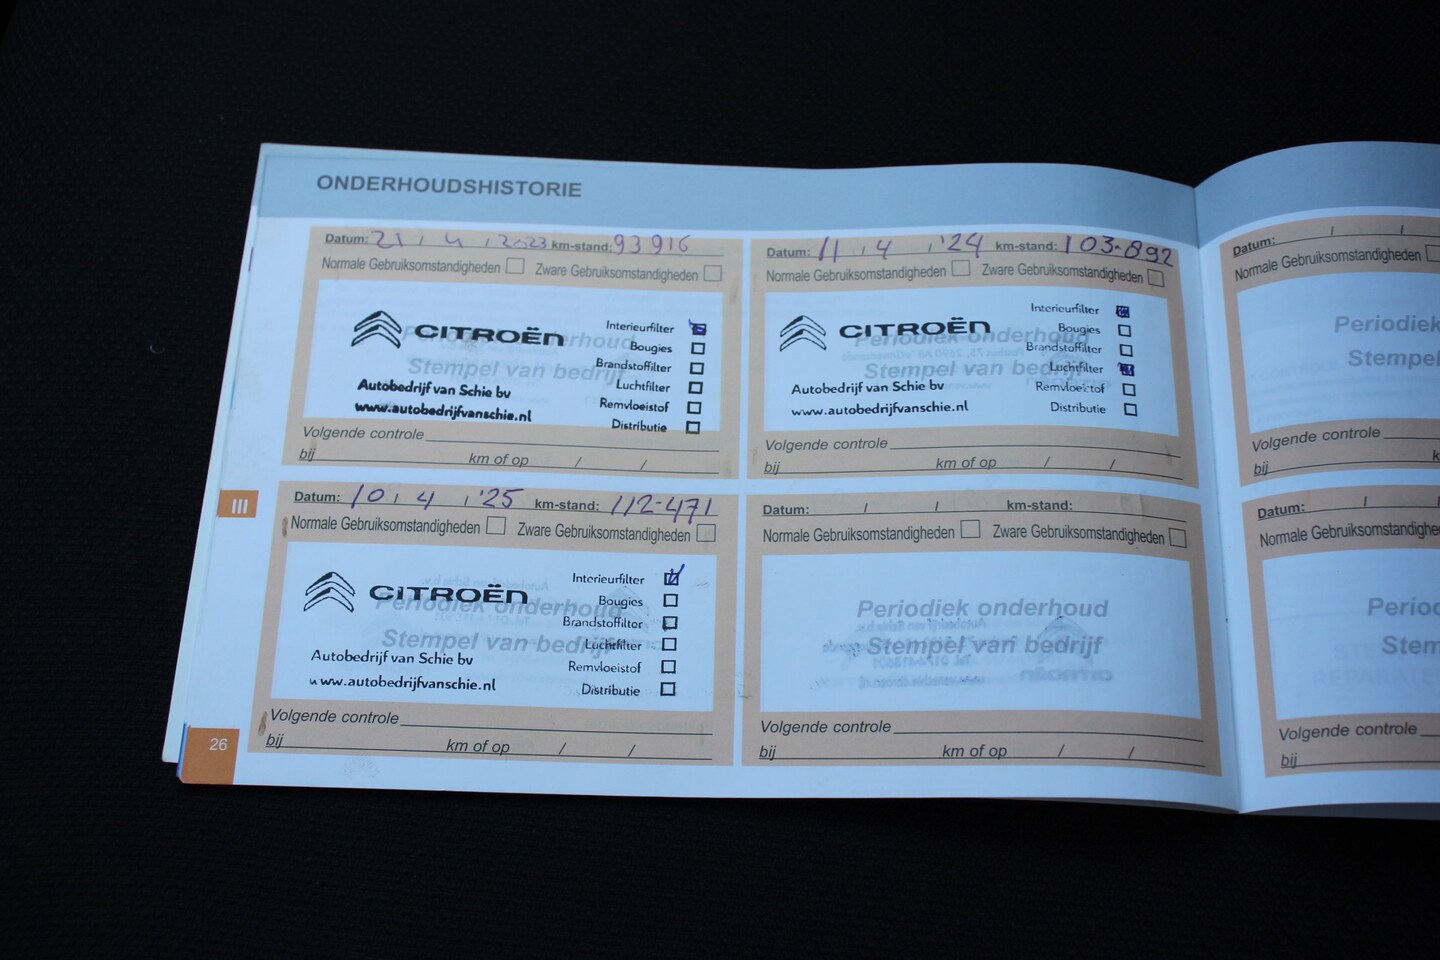 ONDERHOUDSHISTORIE
Datum: 21 / 4 / 2023 km-stand: 93916
Normale Gebruiksomstandigheden Zware Gebruiksomstandigheden
Periodiek onderhoud
Stempel van bedrijf
CITROËN
Autobedrijf van Schie bv
www.autobedrijfvanschie.nl
Interieurfilter
Bougies
Brandstoffilter
Luchtfilter
Remvloeistof
Distributie
Volgende controle
bij km of op / /
Datum: 11 / 4 / '24 km-stand: 103-892
Normale Gebruiksomstandigheden Zware Gebruiksomstandigheden
Periodiek onderhoud
Stempel van bedrijf
CITROËN
Autobedrijf van Schie bv
www.autobedrijfvanschie.nl
Interieurfilter
Bougies
Brandstoffilter
Luchtfilter
Remvloeistof
Distributie
Volgende controle
bij km of op / /
Datum: 10 / 4 / '25 km-stand: 112-471
Normale Gebruiksomstandigheden Zware Gebruiksomstandigheden
Periodiek onderhoud
Stempel van bedrijf
CITROËN
Autobedrijf van Schie bv
www.autobedrijfvanschie.nl
Interieurfilter
Bougies
Brandstoffilter
Luchtfilter
Remvloeistof
Distributie
Volgende controle
bij km of op / /
Datum: / / km-stand:
Normale Gebruiksomstandigheden Zware Gebruiksomstandigheden
Periodiek onderhoud
Stempel van bedrijf
Volgende controle
bij km of op / /
III
26
Datum: / /
Normale Gebruiksomstandigheden
Period
Stempel
Volgende controle
bij k
Datum: /
Normale Gebruiksomstandigheden
Period
Stem
Volgende controle
bij